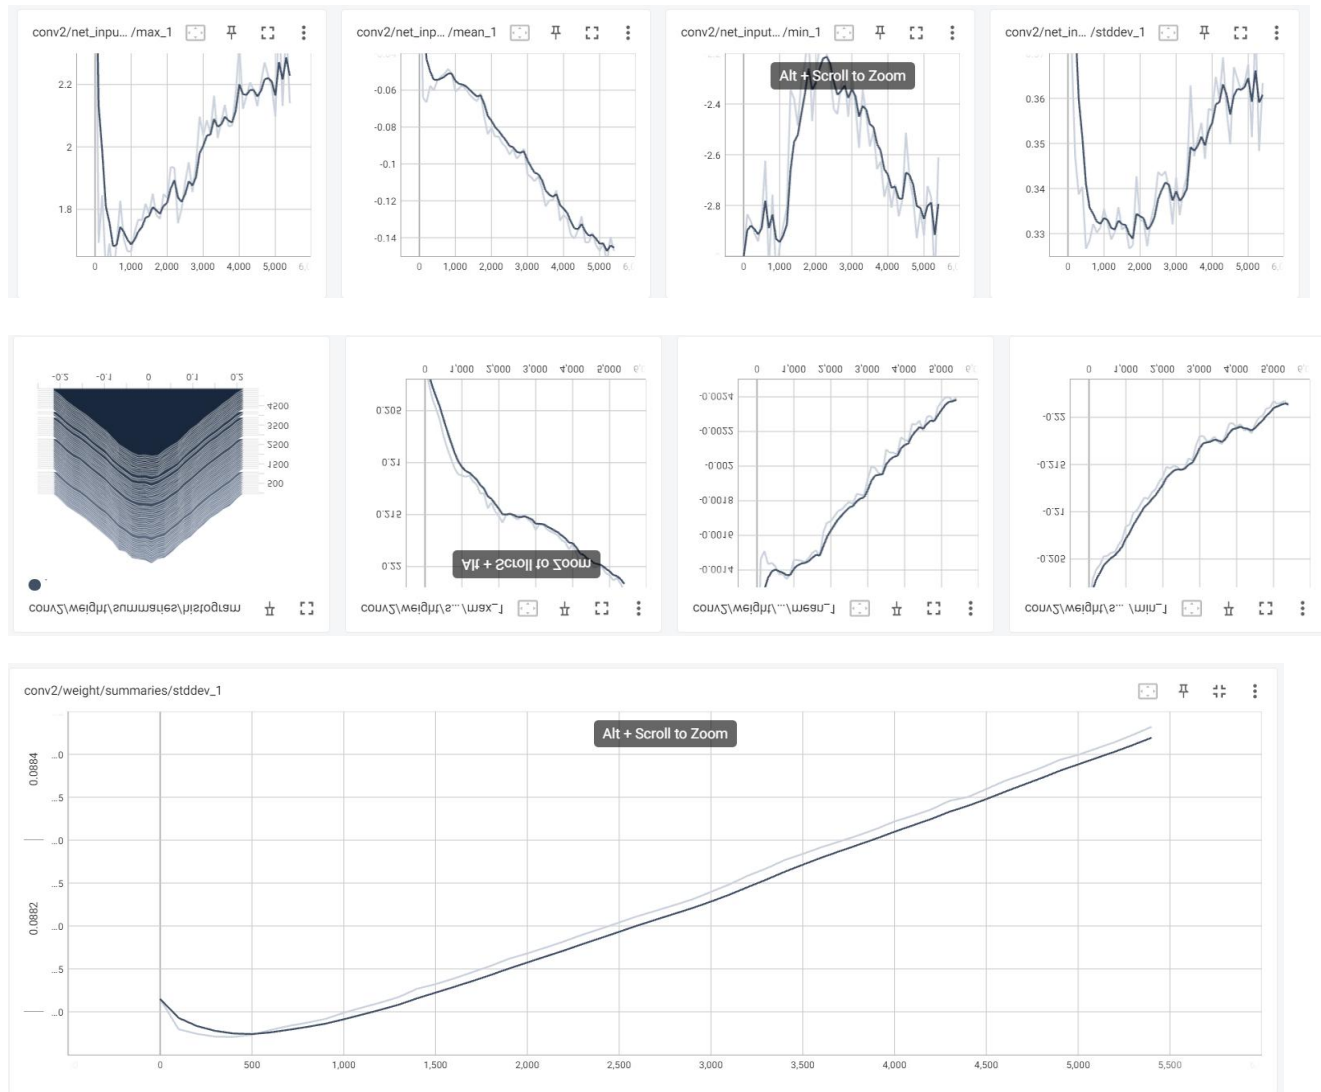 conv2/net_inpu... /max_1
2.2
2
1.8
0 1,000 2,000 3,000 4,000 5,000
conv2/net_inp... /mean_1
-0.06
-0.08
-0.1
-0.12
-0.14
0 1,000 2,000 3,000 4,000 5,000
conv2/net_input... /min_1
Alt + Scroll to Zoom
-2.4
-2.6
-2.8
0 1,000 2,000 3,000 4,000 5,000
conv2/net_in... /stddev_1
0.36
0.35
0.34
0.33
0 1,000 2,000 3,000 4,000 5,000
-0.2 -0.1 0 0.1 0.2
4500
3500
2500
1500
500
conv2/weight/summaries/histogram
0 1,000 2,000 3,000 4,000 5,000
0.205
0.21
0.215
0.22
Alt + Scroll to Zoom
conv2/weight/s... /max_1
0 1,000 2,000 3,000 4,000 5,000
-0.0024
-0.0022
-0.002
-0.0018
-0.0016
-0.0014
conv2/weight/... /mean_1
0 1,000 2,000 3,000 4,000 5,000
-0.22
-0.215
-0.21
-0.205
conv2/weight/s... /min_1
conv2/weight/summaries/stddev_1
Alt + Scroll to Zoom
0.0884
...0
...5
...0
...5
0.0882
...0
...5
...0
0 500 1,000 1,500 2,000 2,500 3,000 3,500 4,000 4,500 5,000 5,500